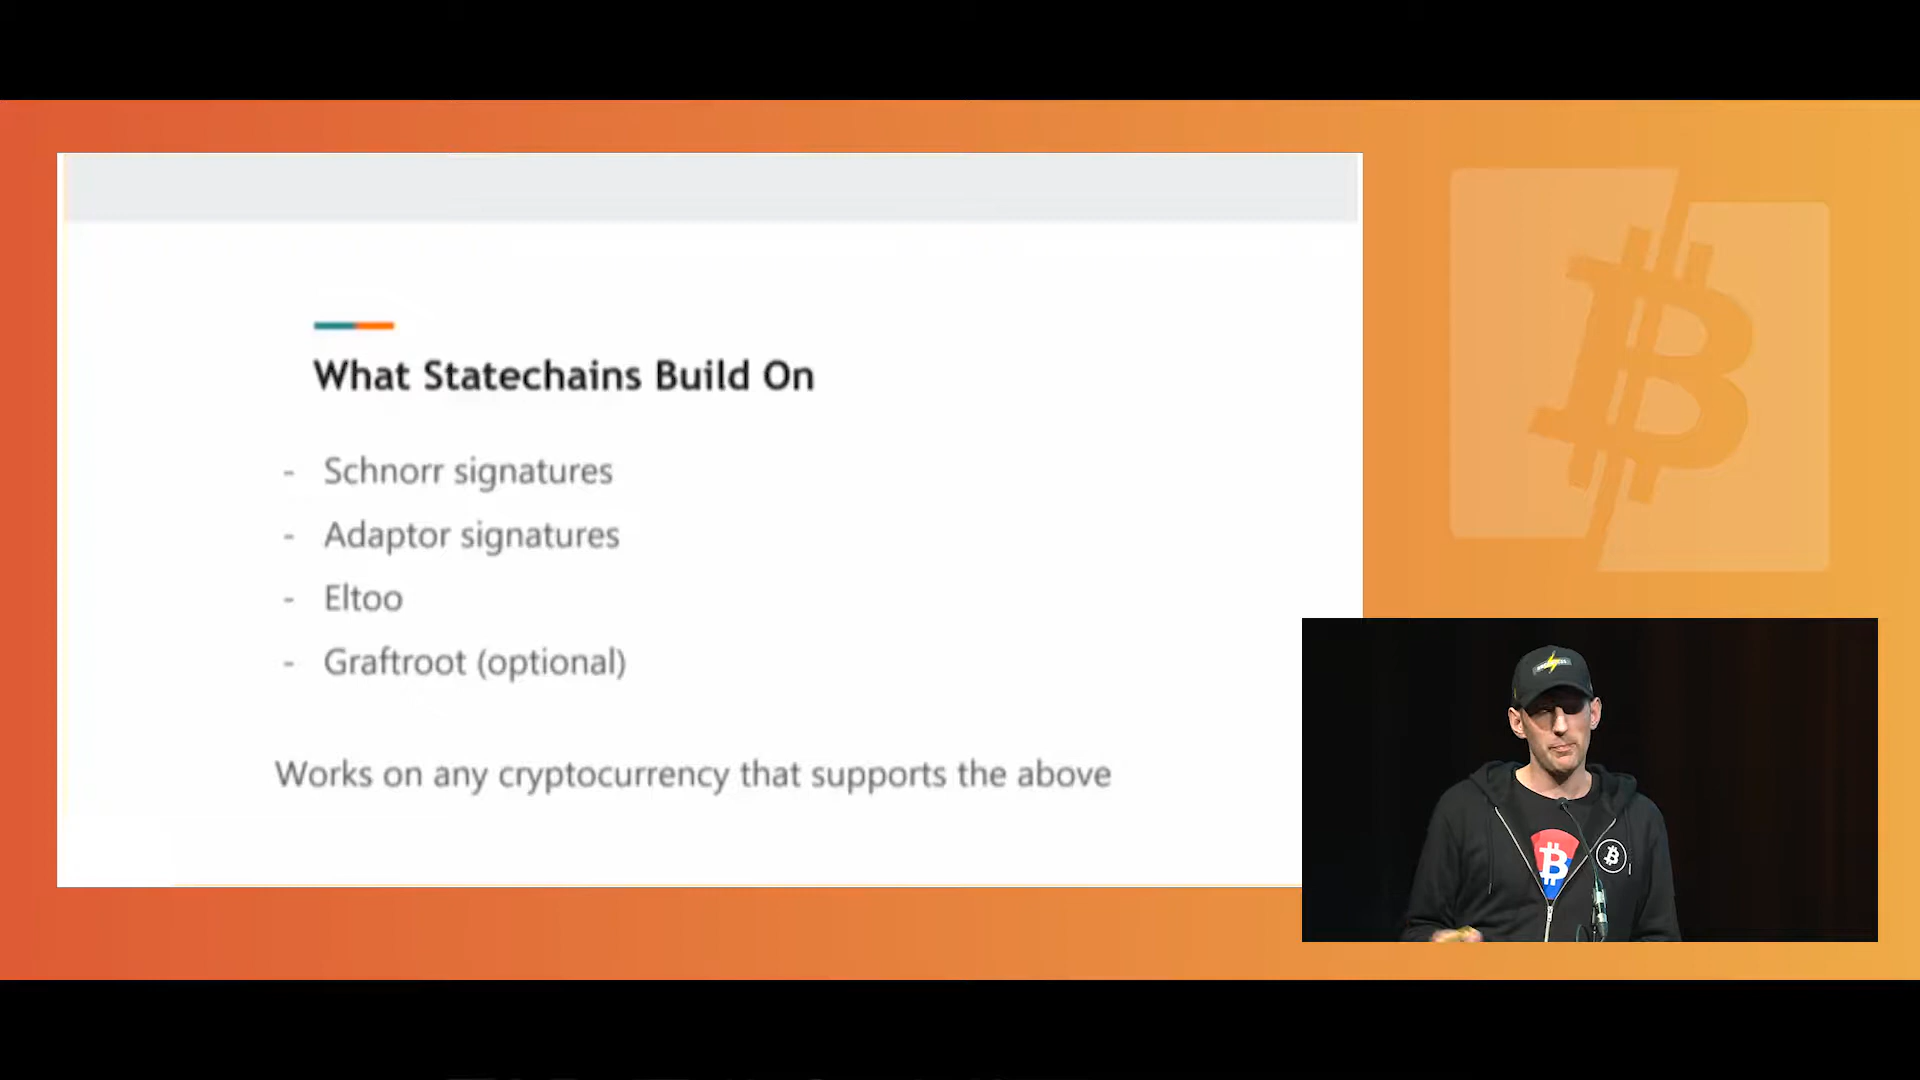 What Statechains Build On
- Schnorr signatures
- Adaptor signatures
- Eltoo
- Graftroot (optional)
Works on any cryptocurrency that supports the above